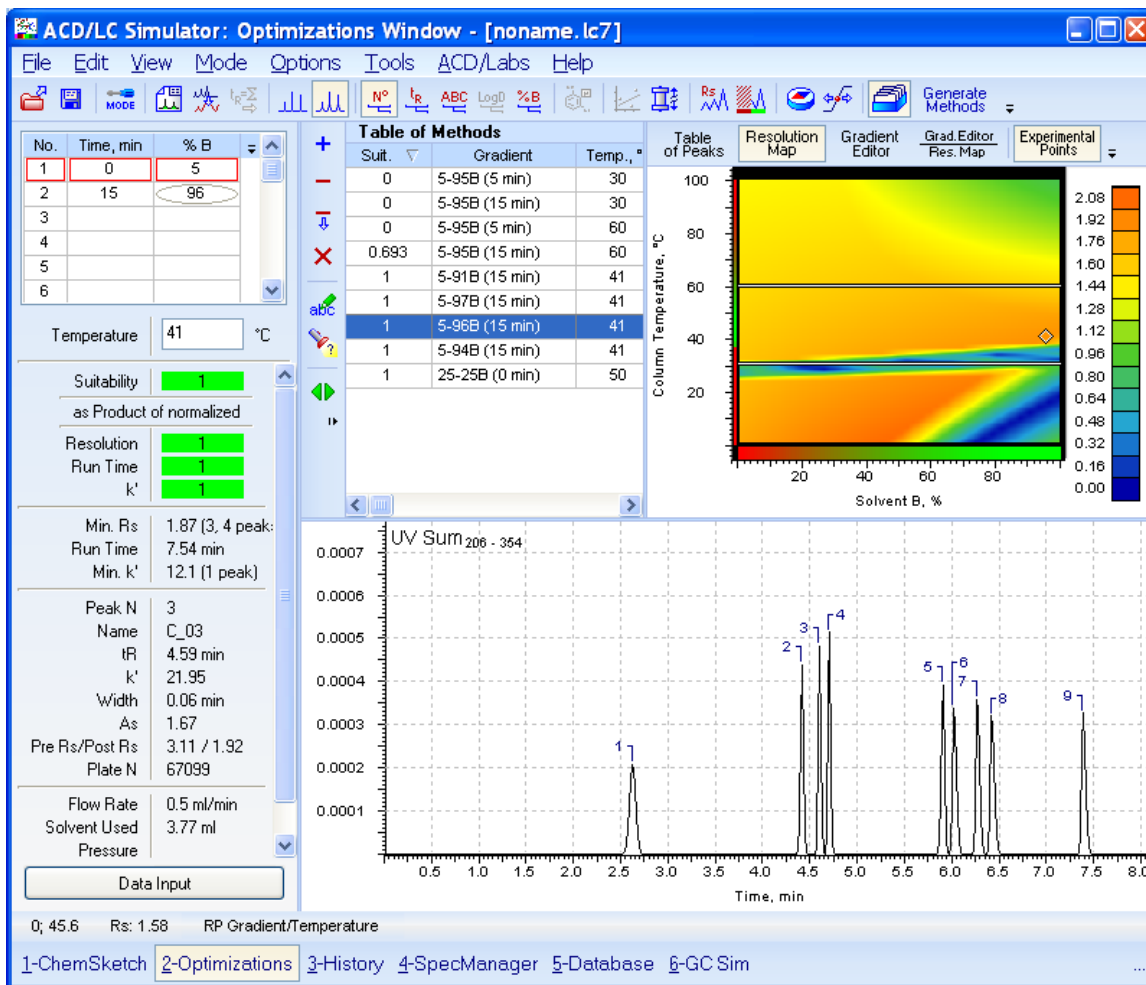 ACD/LC Simulator: Optimizations Window - [noname.lc7]
File Edit View Mode Options Tools ACD/Labs Help
MODE tR=Σ Nº tR ABC LogD %B Rs Generate Methods
No. Time, min % B
1 0 5
2 15 96
3
4
5
6
Temperature 41 °C
Suitability 1
as Product of normalized
Resolution 1
Run Time 1
k' 1
Min. Rs 1.87 (3, 4 peak:
Run Time 7.54 min
Min. k' 12.1 (1 peak)
Peak N 3
Name C_03
tR 4.59 min
k' 21.95
Width 0.06 min
As 1.67
Pre Rs/Post Rs 3.11 / 1.92
Plate N 67099
Flow Rate 0.5 ml/min
Solvent Used 3.77 ml
Pressure
Data Input
abc
Table of Methods
Suit. Gradient Temp., °
0 5-95B (5 min) 30
0 5-95B (15 min) 30
0 5-95B (5 min) 60
0.693 5-95B (15 min) 60
1 5-91B (15 min) 41
1 5-97B (15 min) 41
1 5-96B (15 min) 41
1 5-94B (15 min) 41
1 25-25B (0 min) 50
Table of Peaks
Resolution Map
Gradient Editor
Grad.Editor
Res. Map
Experimental Points
100
80
60
40
20
Column Temperature, °C
20 40 60 80
Solvent B, %
2.08
1.92
1.76
1.60
1.44
1.28
1.12
0.96
0.80
0.64
0.48
0.32
0.16
0.00
UV Sum 206 - 354
0.0007
0.0006
0.0005
0.0004
0.0003
0.0002
0.0001
1 2 3 4 5 6 7 8 9
0.5 1.0 1.5 2.0 2.5 3.0 3.5 4.0 4.5 5.0 5.5 6.0 6.5 7.0 7.5 8.0
Time, min
0; 45.6 Rs: 1.58 RP Gradient/Temperature
1-ChemSketch 2-Optimizations 3-History 4-SpecManager 5-Database 6-GC Sim ...